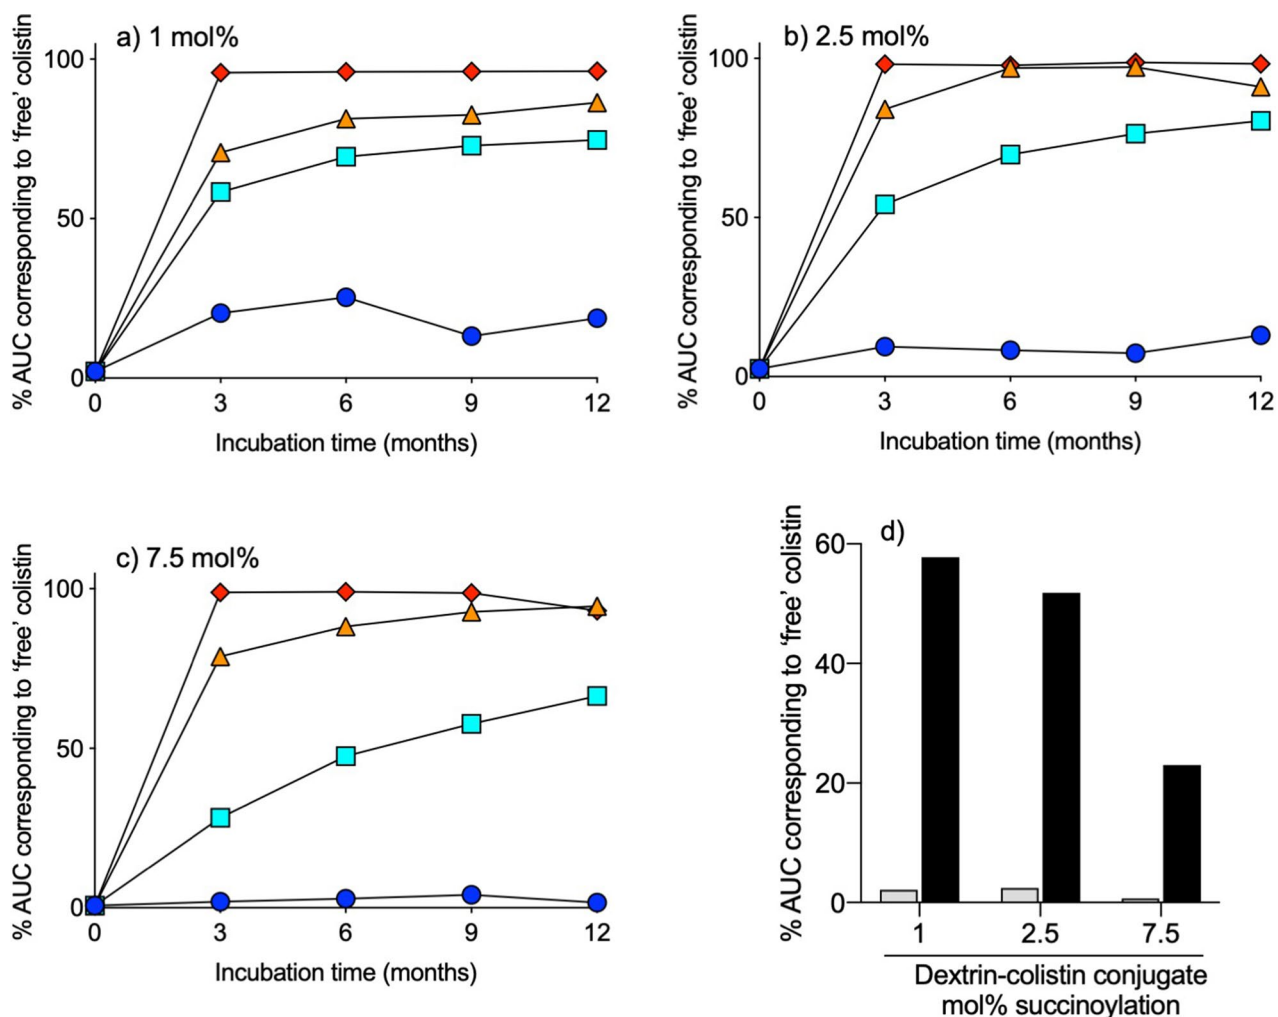 a) 1 mol%
% AUC corresponding to ‘free’ colistin
100
50
0
0 3 6 9 12
Incubation time (months)
b) 2.5 mol%
% AUC corresponding to ‘free’ colistin
100
50
0
0 3 6 9 12
Incubation time (months)
c) 7.5 mol%
% AUC corresponding to ‘free’ colistin
100
50
0
0 3 6 9 12
Incubation time (months)
d)
% AUC corresponding to ‘free’ colistin
60
40
20
0
1 2.5 7.5
Dextrin-colistin conjugate
mol% succinoylation